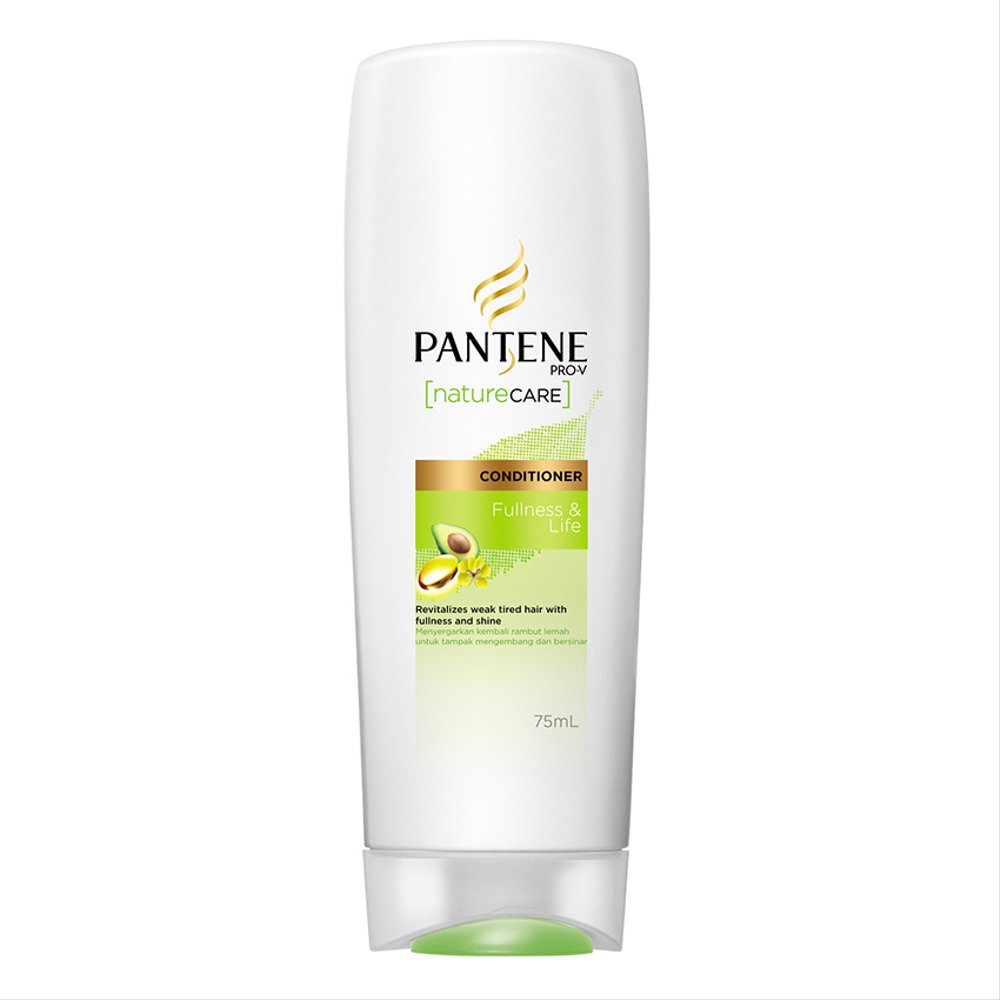 PANTENE
PRO-V
[natureCARE]
CONDITIONER
Fullness &
Life
Revitalizes weak tired hair with
fullness and shine
Menyergarkan kembali rambut lemah
untuk tampak mengembang dan bersinar
75mL